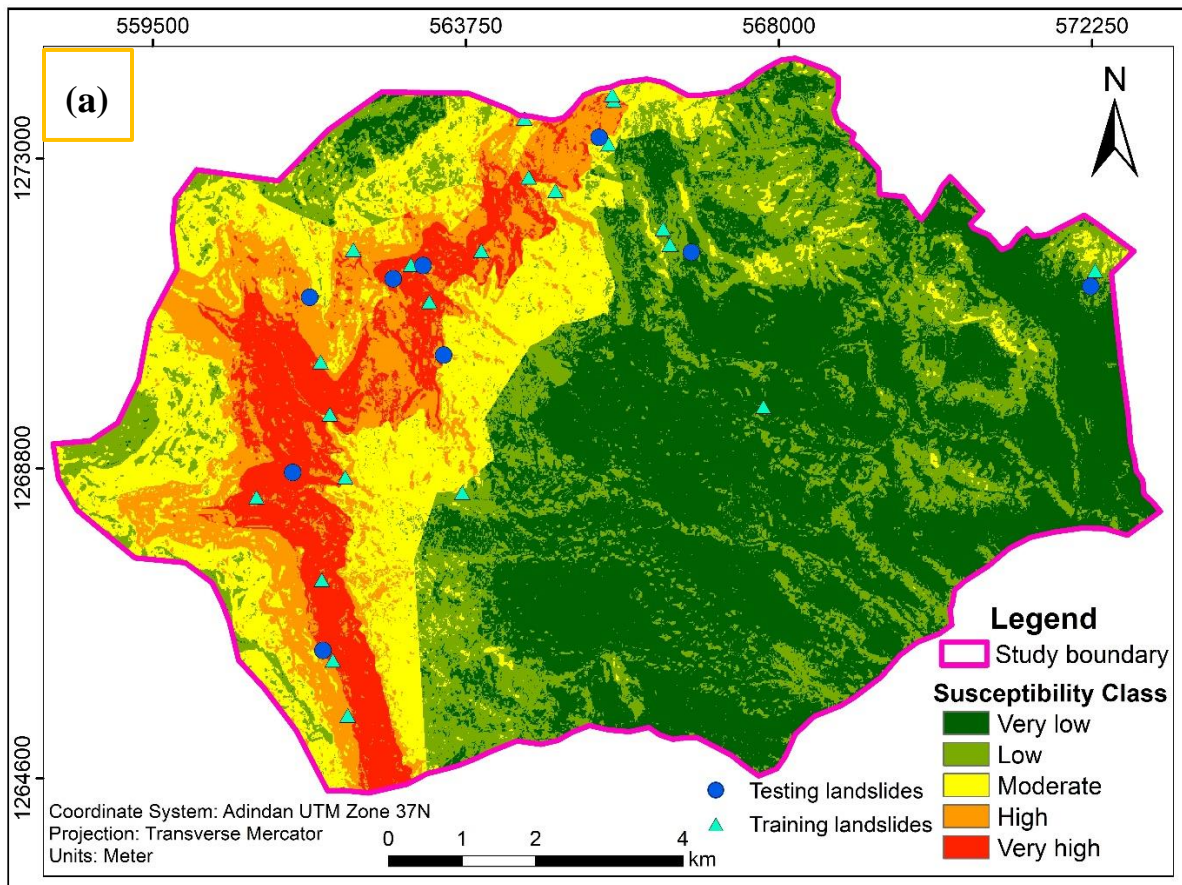 559500 563750 568000 572250
(a)
N
1273000
1268800
1264600
Legend
Study boundary
Susceptibility Class
Very low
Low
Moderate
High
Very high
Testing landslides
Training landslides
Coordinate System: Adindan UTM Zone 37N
Projection: Transverse Mercator
Units: Meter
0 1 2 4
km